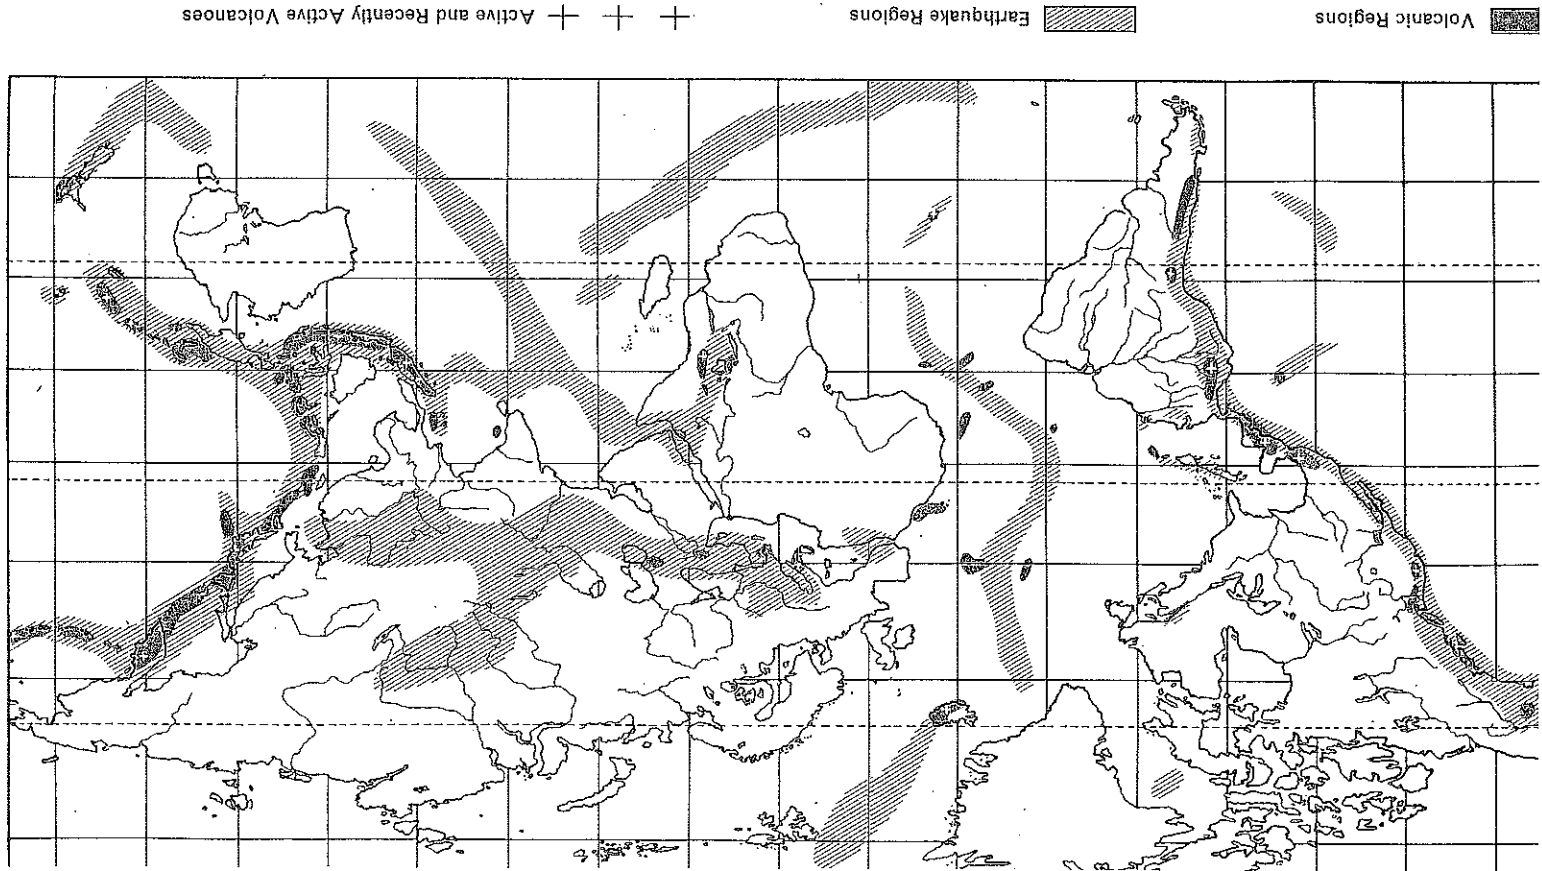 Volcanic Regions
Earthquake Regions
Active and Recently Active Volcanoes